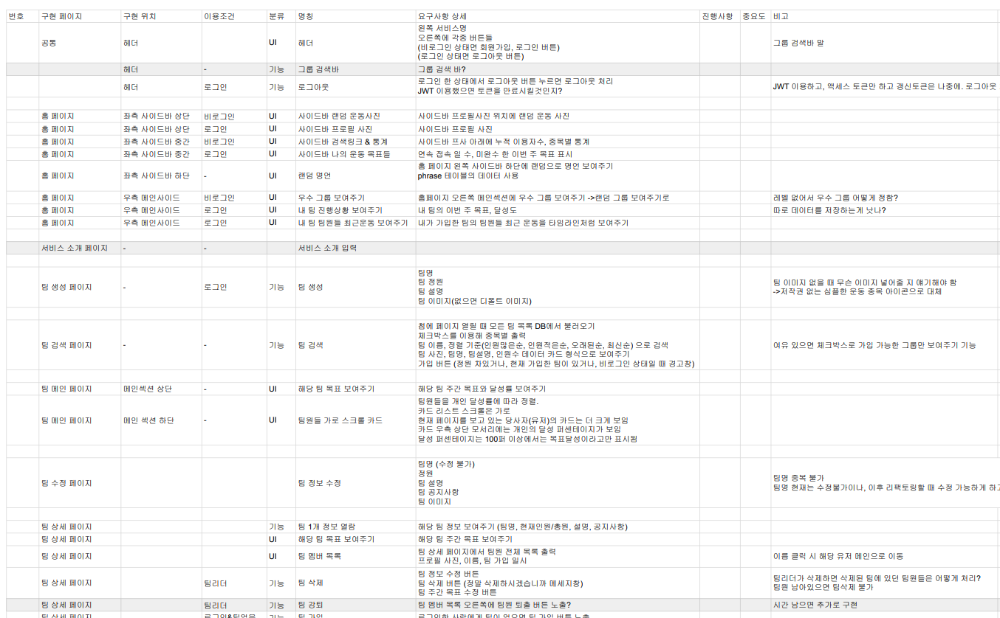 번호 구현 페이지 구현 위치 이용조건 분류 명칭 요구사항 상세 진행사항 중요도 비고
공통 헤더 UI 헤더
왼쪽 서비스명
오른쪽에 각종 버튼들
(비로그인 상태면 회원가입, 로그인 버튼)
(로그인 상태면 로그아웃 버튼)
그룹 검색바 말
헤더 - 기능 그룹 검색바 그룹 검색 바?
헤더 로그인 기능 로그아웃
로그인 한 상태에서 로그아웃 버튼 누르면 로그아웃 처리
JWT 이용했으면 토큰을 만료시킬것인지?
JWT 이용하고, 액세스 토큰만 하고 갱신토큰은 나중에. 로그아웃
홈 페이지 좌측 사이드바 상단 비로그인 UI 사이드바 랜덤 운동사진 사이드바 프로필사진 위치에 랜덤 운동 사진
홈 페이지 좌측 사이드바 상단 로그인 UI 사이드바 프로필 사진 사이드바 프로필 사진
홈 페이지 좌측 사이드바 중간 비로그인 UI 사이드바 검색링크 & 통계 사이드바 프사 아래에 누적 이용자수, 종목별 통계
홈 페이지 좌측 사이드바 중간 로그인 UI 사이드바 나의 운동 목표들 연속 접속 일 수, 미완수 한 이번 주 목표 표시
홈 페이지 좌측 사이드바 하단 - UI 랜덤 명언
홈 페이지 왼쪽 사이드바 하단에 랜덤으로 명언 보여주기
phrase 테이블의 데이터 사용
홈 페이지 우측 메인사이드 비로그인 UI 우수 그룹 보여주기 홈페이지 오른쪽 메인섹션에 우수 그룹 보여주기 ->랜덤 그룹 보여주기로 레벨 없어서 우수 그룹 어떻게 정함?
홈 페이지 우측 메인사이드 로그인 UI 내 팀 진행상황 보여주기 내 팀의 이번 주 목표, 달성도 따로 데이터를 저장하는게 낫나?
홈 페이지 우측 메인사이드 로그인 UI 내 팀 팀원들 최근운동 보여주기 내가 가입한 팀의 팀원들 최근 운동을 타임라인처럼 보여주기
서비스 소개 페이지 - - 서비스 소개 입력
팀 생성 페이지 - 로그인 기능 팀 생성
팀명
팀 정원
팀 설명
팀 이미지(없으면 디폴트 이미지)
팀 이미지 없을 때 무슨 이미지 넣어줄 지 얘기해야 함
->저작권 없는 심플한 운동 종목 아이콘으로 대체
팀 검색 페이지 - - 기능 팀 검색
첨에 페이지 열릴 때 모든 팀 목록 DB에서 불러오기
체크박스를 이용해 종목별 출력
팀 이름, 정렬 기준(인원많은순, 인원적은순, 오래된순, 최신순) 으로 검색
팀 사진, 팀명, 팀설명, 인원수 데이터 카드 형식으로 보여주기
가입 버튼 (정원 차있거나, 현재 가입한 팀이 있거나, 비로그인 상태일 때 경고창)
여유 있으면 체크박스로 가입 가능한 그룹만 보여주기 기능
팀 메인 페이지 메인섹션 상단 - UI 해당 팀 목표 보여주기 해당 팀 주간 목표와 달성률 보여주기
팀 메인 페이지 메인 섹션 하단 - UI 팀원들 가로 스크롤 카드
팀원들을 개인 달성률에 따라 정렬.
카드 리스트 스크롤은 가로
현재 페이지를 보고 있는 당사자(유저)의 카드는 더 크게 보임
카드 우측 상단 모서리에는 개인의 달성 퍼센테이지가 보임
달성 퍼센테이지는 100퍼 이상에서는 목표달성이라고만 표시됨
팀 수정 페이지 팀 정보 수정
팀명 (수정 불가)
정원
팀 설명
팀 공지사항
팀 이미지
팀명 중복 불가
팀명 현재는 수정불가이나, 이후 리팩토링할 때 수정 가능하게 하고
팀 상세 페이지 기능 팀 1개 정보 열람 해당 팀 정보 보여주기 (팀명, 현재인원/총원, 설명, 공지사항)
팀 상세 페이지 UI 해당 팀 목표 보여주기 해당 팀 주간 목표 보여주기
팀 상세 페이지 UI 팀 멤버 목록
팀 상세 페이지에서 팀원 전체 목록 출력
프로필 사진, 이름, 팀 가입 일시
이름 클릭 시 해당 유저 메인으로 이동
팀 상세 페이지 팀리더 기능 팀 삭제
팀 정보 수정 버튼
팀 삭제 버튼 (정말 삭제하시겠습니까 메세지창)
팀 주간 목표 수정 버튼
팀리더가 삭제하면 삭제된 팀에 있던 팀원들은 어떻게 처리?
팀원 남아있으면 팀삭제 불가
팀 상세 페이지 팀리더 기능 팀 강퇴 팀 멤버 목록 오른쪽에 팀원 퇴출 버튼 노출? 시간 남으면 추가로 구현
팀 상세 페이지 로그인&팀없음 기능 팀 가입 로그인한 사람에게 팀이 없으면 팀 가입 버튼 노출